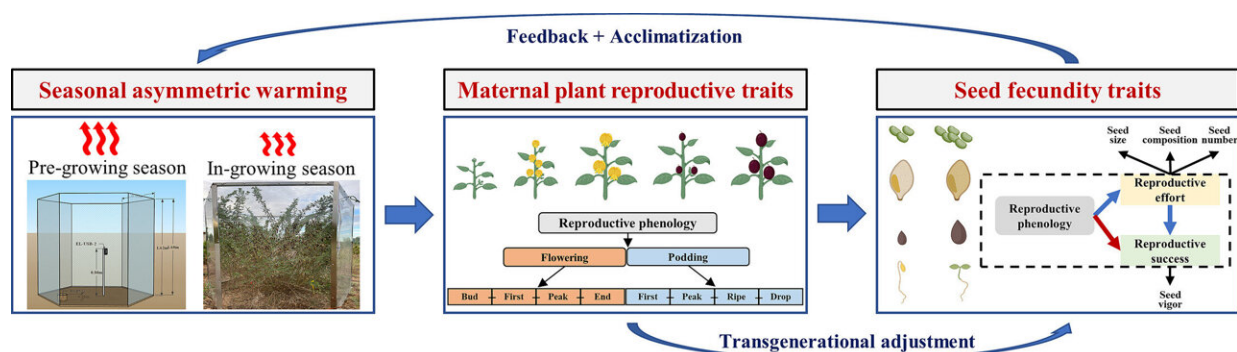 Feedback + Acclimatization
Seasonal asymmetric warming
Maternal plant reproductive traits
Seed fecundity traits
Pre-growing season
In-growing season
Reproductive phenology
Flowering
Podding
Bud
First
Peak
End
First
Peak
Ripe
Drop
Seed
size
Seed
composition
Seed
number
Reproductive
phenology
Reproductive
effort
Reproductive
success
Seed
vigor
Transgenerational adjustment